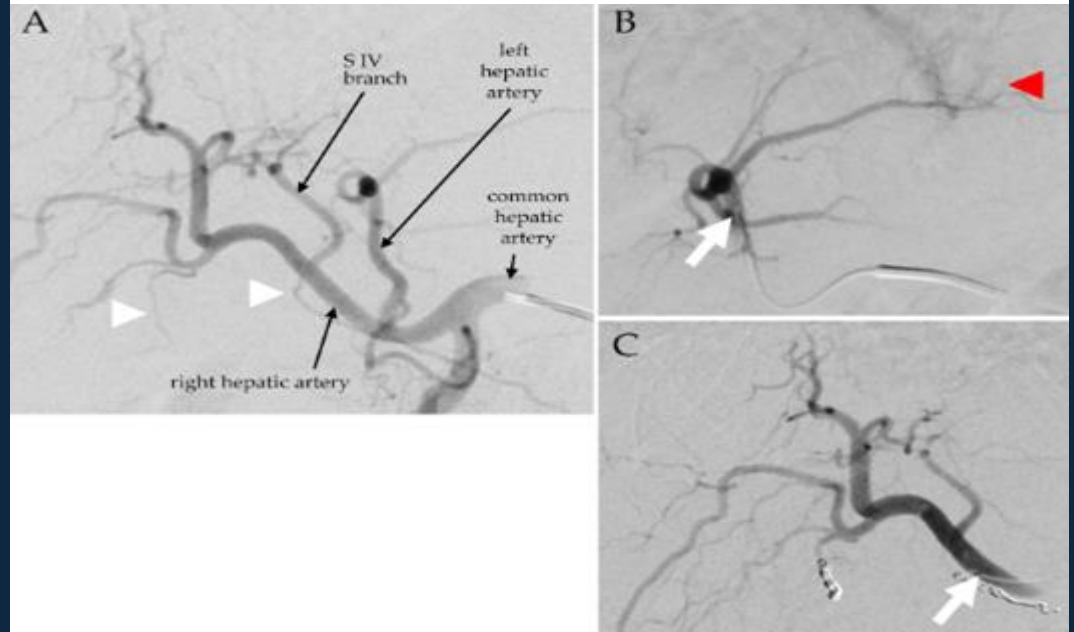 A
S IV
branch
left
hepatic
artery
common
hepatic
artery
right hepatic artery
B
C